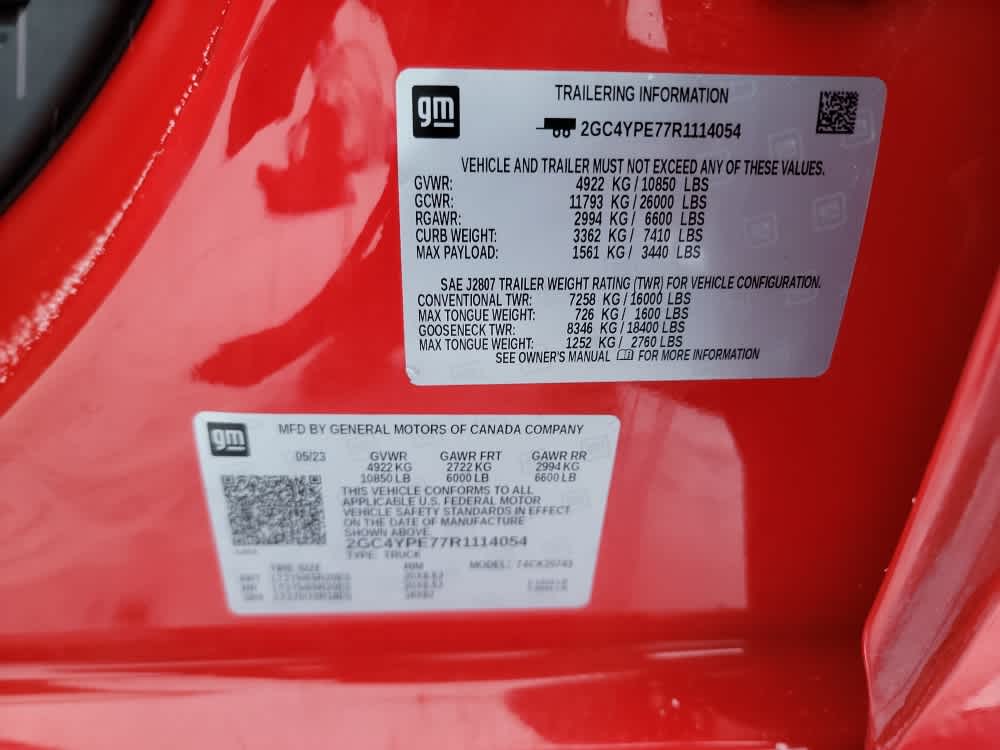 gm
TRAILERING INFORMATION
2GC4YPE77R1114054
VEHICLE AND TRAILER MUST NOT EXCEED ANY OF THESE VALUES.
GVWR: 4922 KG / 10850 LBS
GCWR: 11793 KG / 26000 LBS
RGAWR: 2994 KG / 6600 LBS
CURB WEIGHT: 3362 KG / 7410 LBS
MAX PAYLOAD: 1561 KG / 3440 LBS
SAE J2807 TRAILER WEIGHT RATING (TWR) FOR VEHICLE CONFIGURATION.
CONVENTIONAL TWR: 7258 KG / 16000 LBS
MAX TONGUE WEIGHT: 726 KG / 1600 LBS
GOOSENECK TWR: 8346 KG / 18400 LBS
MAX TONGUE WEIGHT: 1252 KG / 2760 LBS
SEE OWNER'S MANUAL FOR MORE INFORMATION
gm
MFD BY GENERAL MOTORS OF CANADA COMPANY
05/23 GVWR GAWR FRT GAWR RR
4922 KG 2722 KG 2994 KG
10850 LB 6000 LB 6600 LB
THIS VEHICLE CONFORMS TO ALL
APPLICABLE U.S. FEDERAL MOTOR
VEHICLE SAFETY STANDARDS IN EFFECT
ON THE DATE OF MANUFACTURE
SHOWN ABOVE.
2GC4YPE77R1114054
TYPE: TRUCK
TIRE SIZE RIM MODEL: